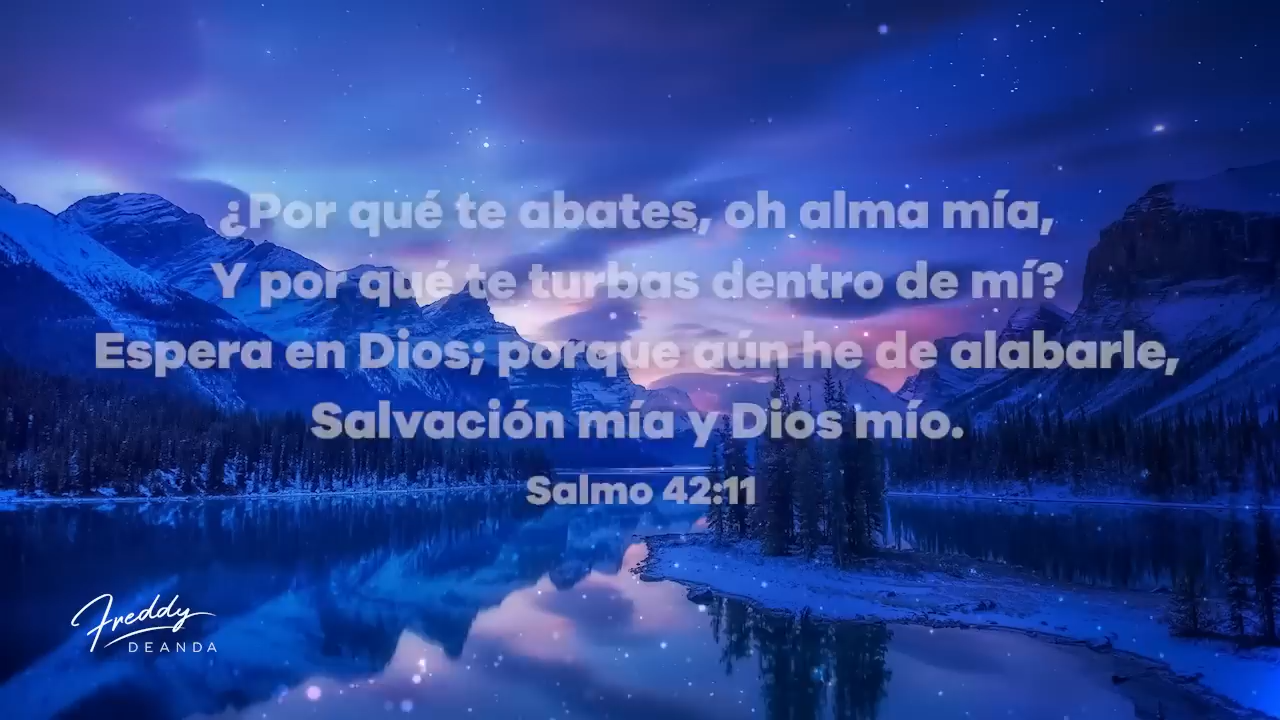 ¿Por qué te abates, oh alma mía,
Y por qué te turbas dentro de mí?
Espera en Dios; porque aún he de alabarle,
Salvación mía y Dios mío.
Salmo 42:11
Freddy
DEANDA